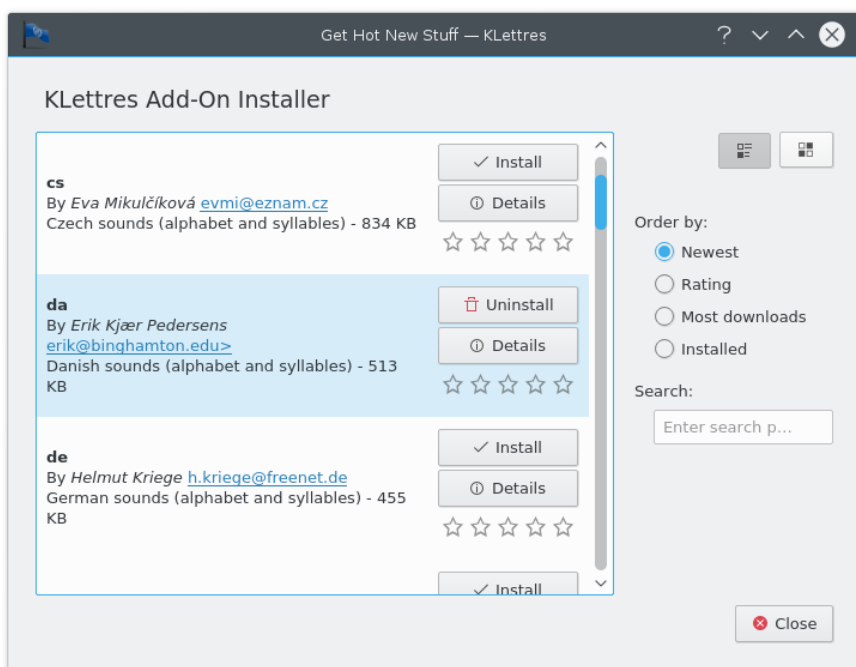 Get Hot New Stuff — KLettres
KLettres Add-On Installer
cs
By Eva Mikulčíková evmi@eznam.cz
Czech sounds (alphabet and syllables) - 834 KB
Install
Details
da
By Erik Kjær Pedersens
erik@binghamton.edu>
Danish sounds (alphabet and syllables) - 513
KB
Uninstall
Details
de
By Helmut Kriege h.kriege@freenet.de
German sounds (alphabet and syllables) - 455
KB
Install
Details
Install
Order by:
Newest
Rating
Most downloads
Installed
Search:
Enter search p...
Close